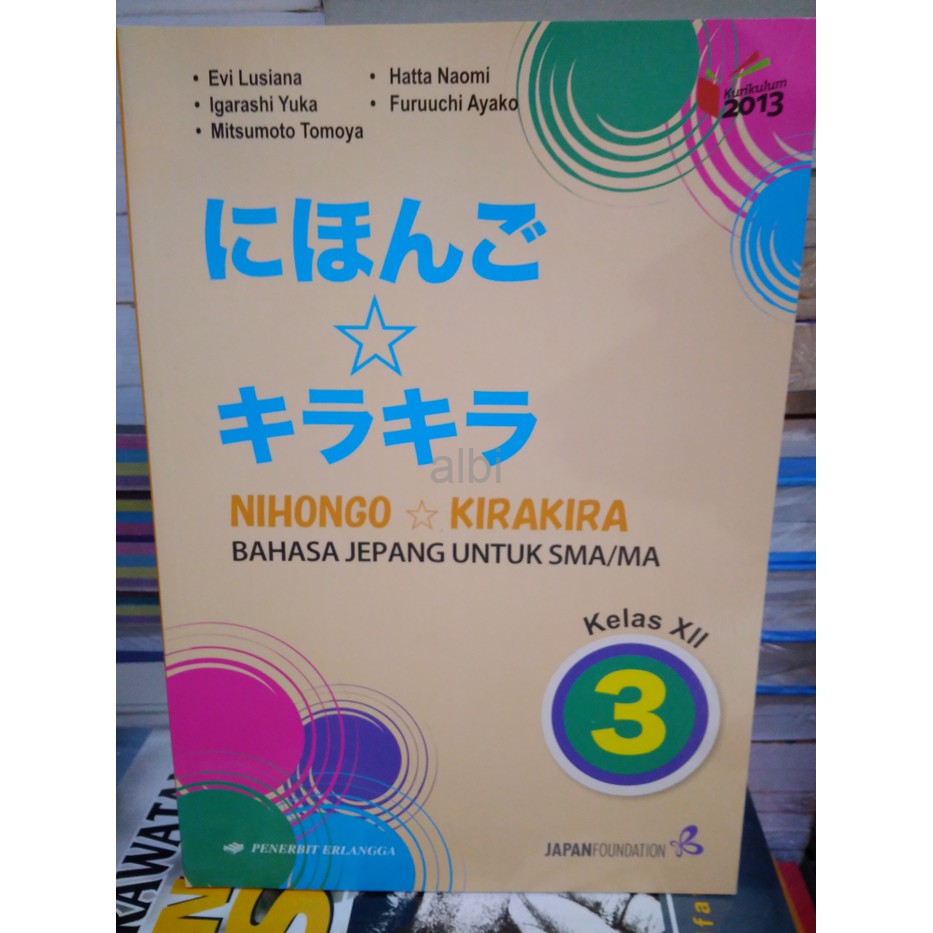 • Evi Lusiana
• Igarashi Yuka
• Mitsumoto Tomoya
• Hatta Naomi
• Furuuchi Ayako
Kurikulum
2013
にほんご
☆
キラキラ
albi
NIHONGO ☆ KIRAKIRA
BAHASA JEPANG UNTUK SMA/MA
Kelas XII
3
PENERBIT ERLANGGA
JAPANFOUNDATION
KAWATA